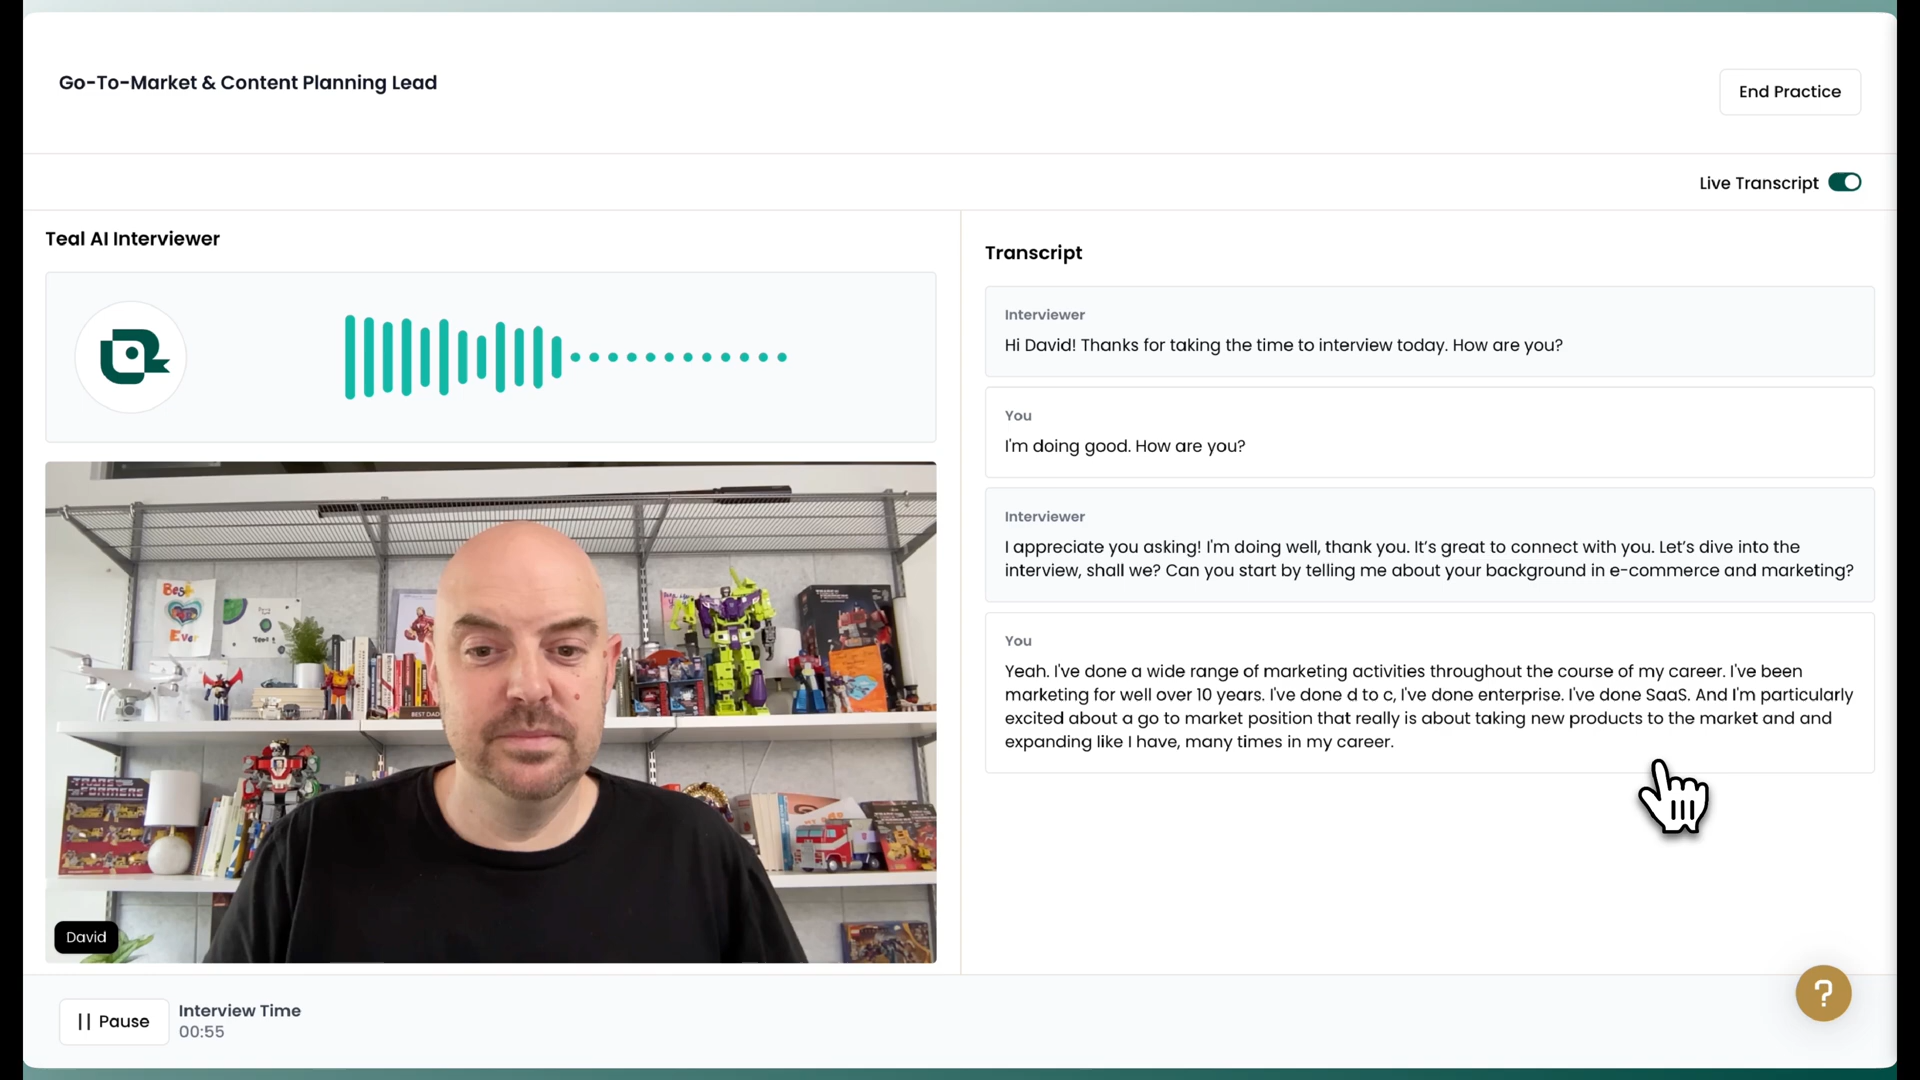 Go-To-Market & Content Planning Lead
End Practice
Live Transcript
Teal AI Interviewer
Best
Ever
BEST DAD
TRANSFORMERS
David
Transcript
Interviewer
Hi David! Thanks for taking the time to interview today. How are you?
You
I'm doing good. How are you?
Interviewer
I appreciate you asking! I'm doing well, thank you. It's great to connect with you. Let's dive into the
interview, shall we? Can you start by telling me about your background in e-commerce and marketing?
You
Yeah. I've done a wide range of marketing activities throughout the course of my career. I've been
marketing for well over 10 years. I've done d to c, I've done enterprise. I've done SaaS. And I'm particularly
excited about a go to market position that really is about taking new products to the market and and
expanding like I have, many times in my career.
Pause
Interview Time
00:55
?